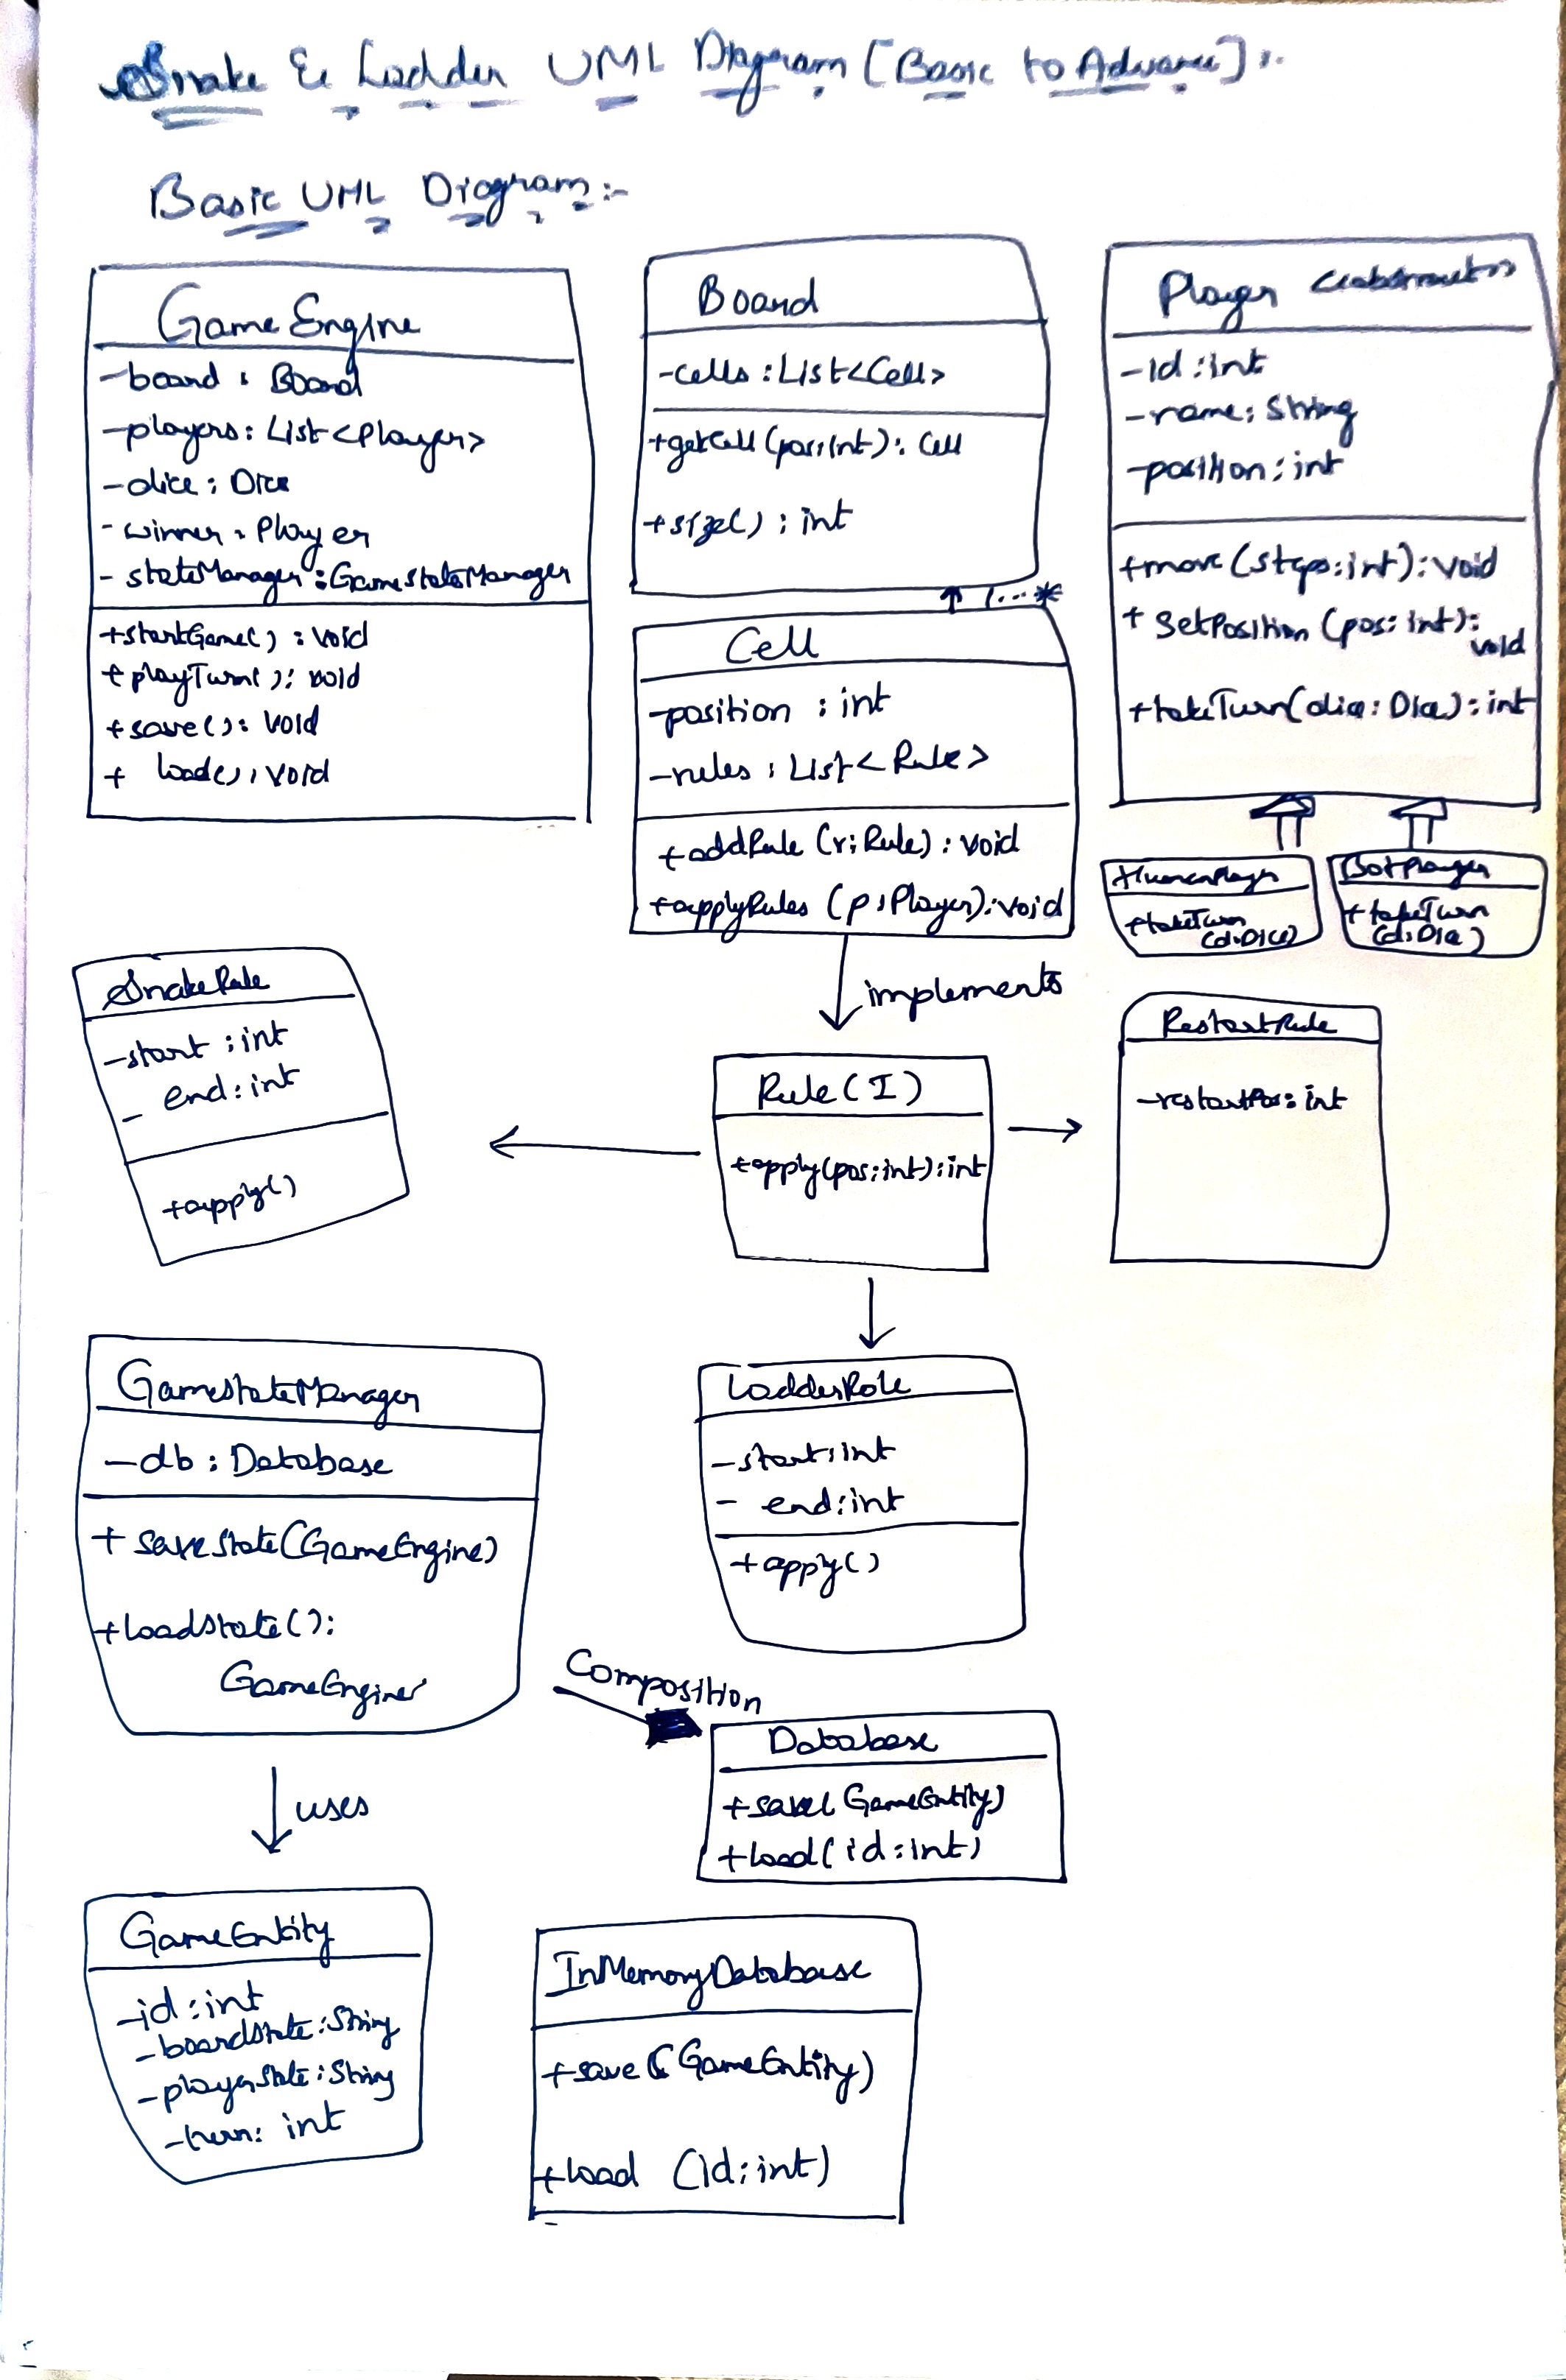 Snake & Ladder UML Diagram [Basic to Advance] :-
Basic UML Diagram :-
GameEngine
-board : Board
-players : List<Player>
-dice : Dice
-winner : Player
- stateManager : GameStateManager
+startGame() : void
+playTurn() : void
+save() : void
+ load() : void
Board
-cells : List<Cell>
+getCell(pos:int) : Cell
+size() : int
1...*
Cell
-position : int
-rules : List<Rule>
+addRule (r:Rule) : void
+applyRules (p:Player) : void
implements
Player <<abstract>>
-id : int
-name : String
-position : int
+move(steps:int) : void
+ SetPosition (pos: int) :
void
+takeTurn(dice: Dice) : int
HumanPlayer
+takeTurn
(d:Dice)
BotPlayer
+takeTurn
(d:Dice)
SnakeRule
-start : int
- end : int
+apply()
Rule (I)
+apply(pos:int) : int
RestartRule
-restartPos : int
GameStateManager
-db : Database
+ saveState(GameEngine)
+loadState() :
GameEngine
LadderRole
-start : int
- end : int
+apply()
Composition
uses
Database
+save( GameEntity)
+load( id : int)
GameEntity
-id : int
-boardState : String
-playerState : String
-turn : int
InMemoryDatabase
+save( GameEntity)
+load (id : int)